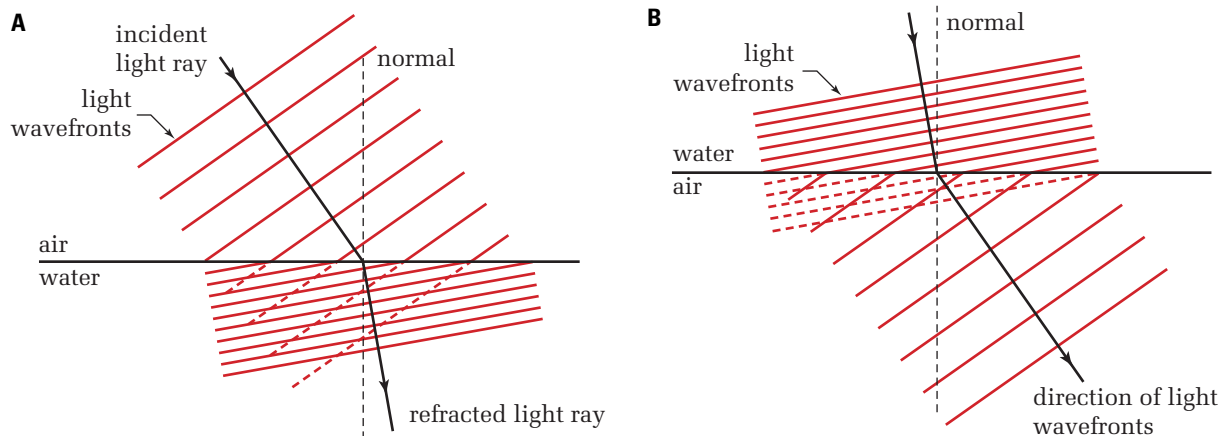 A
incident
light ray
normal
light
wavefronts
air
water
refracted light ray
B
normal
light
wavefronts
water
air
direction of light
wavefronts